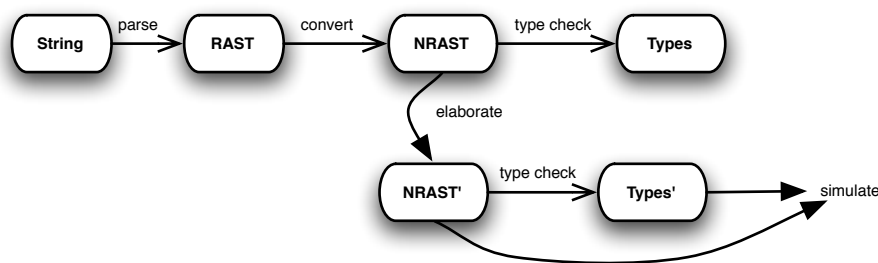 parse
convert
type check
String
RAST
NRAST
Types
elaborate
type check
NRAST'
Types'
simulate